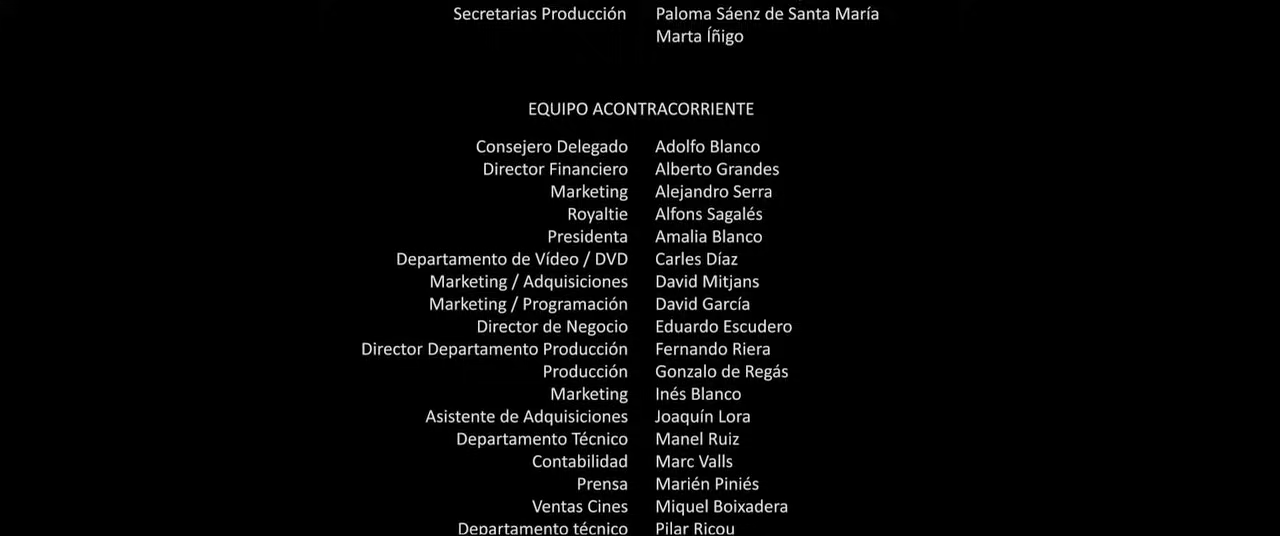 Secretarias Producción Paloma Sáenz de Santa María
Marta Íñigo
EQUIPO ACONTRACORRIENTE
Consejero Delegado Adolfo Blanco
Director Financiero Alberto Grandes
Marketing Alejandro Serra
Royaltie Alfons Sagalés
Presidenta Amalia Blanco
Departamento de Vídeo / DVD Carles Díaz
Marketing / Adquisiciones David Mitjans
Marketing / Programación David García
Director de Negocio Eduardo Escudero
Director Departamento Producción Fernando Riera
Producción Gonzalo de Regás
Marketing Inés Blanco
Asistente de Adquisiciones Joaquín Lora
Departamento Técnico Manel Ruiz
Contabilidad Marc Valls
Prensa Marién Piniés
Ventas Cines Miquel Boixadera
Departamento técnico Pilar Ricou